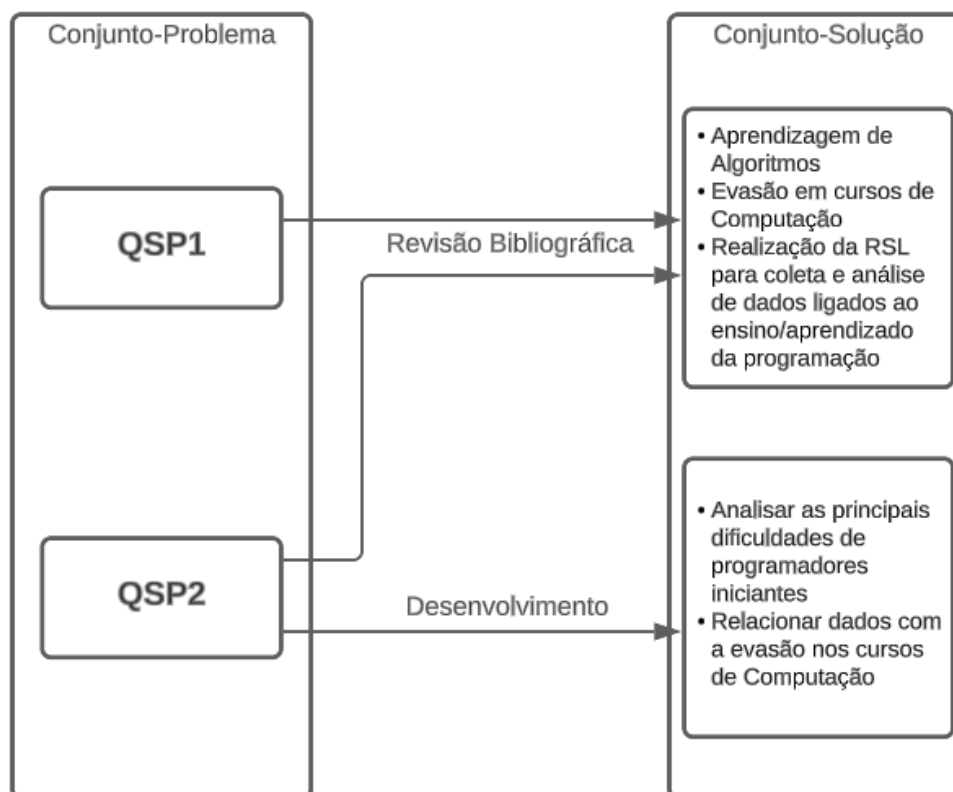 Conjunto-Problema
Conjunto-Solução
QSP1
Revisão Bibliográfica
• Aprendizagem de
Algoritmos
• Evasão em cursos de
Computação
• Realização da RSL
para coleta e análise
de dados ligados ao
ensino/aprendizado
da programação
QSP2
Desenvolvimento
• Analisar as principais
dificuldades de
programadores
iniciantes
• Relacionar dados com
a evasão nos cursos
de Computação